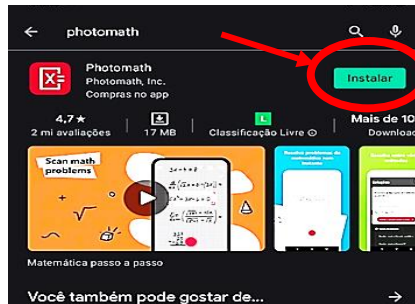 photomath
Photomath
Photomath, Inc.
Compras no app
Instalar
4,7★
2 mi avaliações
17 MB
L
Classificação Livre
Mais de 10
Downloa
Scan math
problems
Matemática passo a passo
Você também pode gostar de...